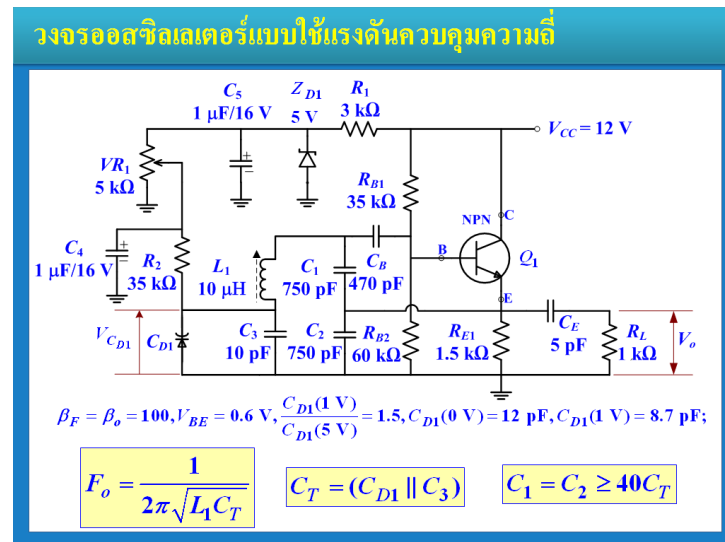 วงจรออสซิลเลเตอร์แบบใช้แรงดันควบคุมความถี่
C5
1 µF/16 V
ZD1
5 V
R1
3 kΩ
VCC = 12 V
VR1
5 kΩ
RB1
35 kΩ
NPN
C
B
Q1
E
C4
1 µF/16 V
R2
35 kΩ
L1
10 µH
C1
750 pF
CB
470 pF
VCD1
CD1
C3
10 pF
C2
750 pF
RB2
60 kΩ
RE1
1.5 kΩ
CE
5 pF
RL
1 kΩ
Vo
βF = βo = 100, VBE = 0.6 V, CD1(1 V)/CD1(5 V) = 1.5, CD1(0 V) = 12 pF, CD1(1 V) = 8.7 pF;
Fo = 1/2π√L1CT
CT = (CD1 || C3)
C1 = C2 ≥ 40CT